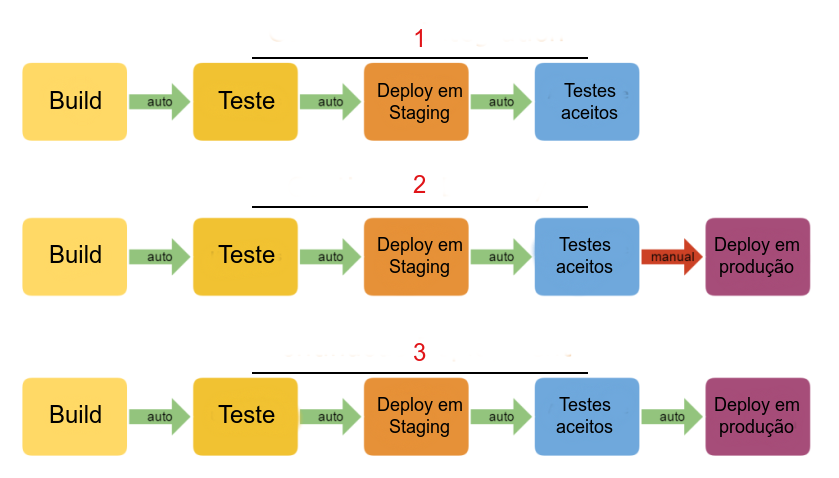 1
Build
auto
Teste
auto
Deploy em
Staging
auto
Testes
aceitos
2
Build
auto
Teste
auto
Deploy em
Staging
auto
Testes
aceitos
manual
Deploy em
produção
3
Build
auto
Teste
auto
Deploy em
Staging
auto
Testes
aceitos
auto
Deploy em
produção